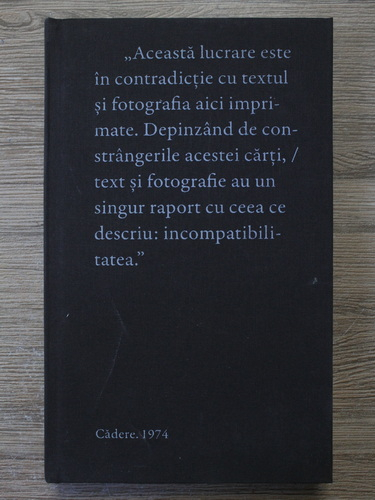 „Această lucrare este
în contradicție cu textul
și fotografia aici impri-
mate. Depinzând de con-
strângerile acestei cărți, /
text și fotografie au un
singur raport cu ceea ce
descriu: incompatibili-
tatea.”
Cădere. 1974